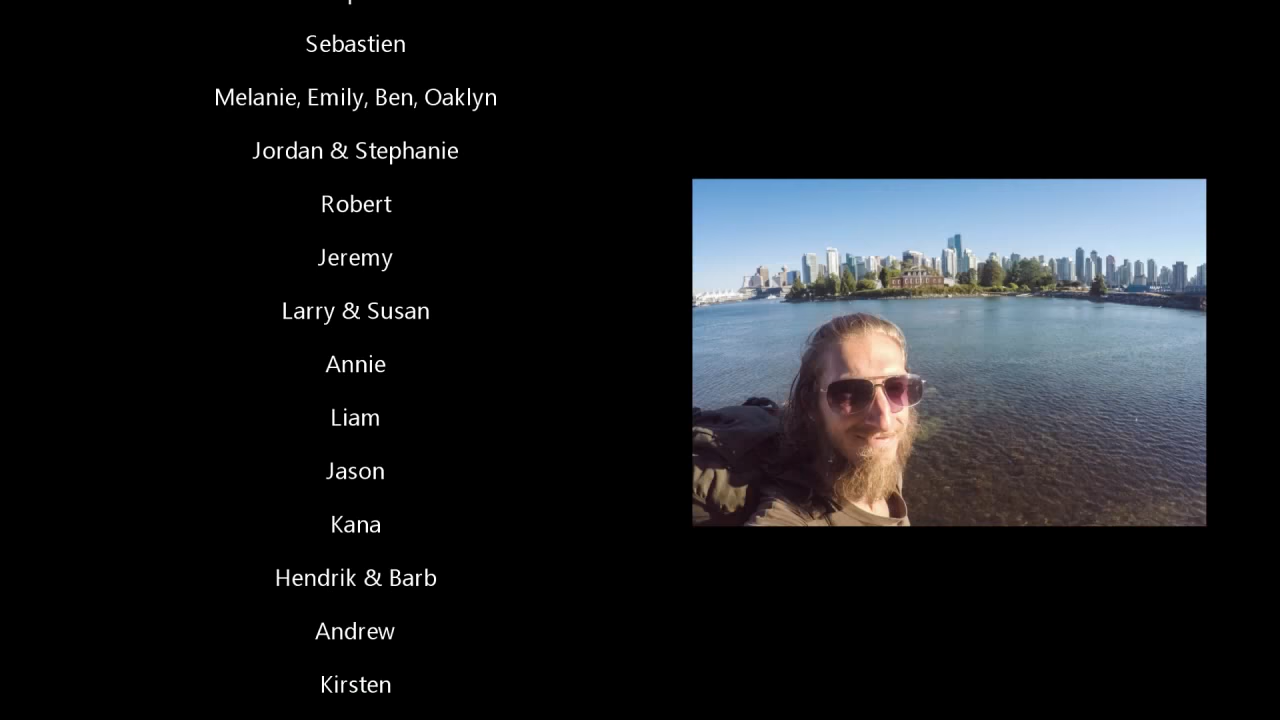 Sebastien
Melanie, Emily, Ben, Oaklyn
Jordan & Stephanie
Robert
Jeremy
Larry & Susan
Annie
Liam
Jason
Kana
Hendrik & Barb
Andrew
Kirsten